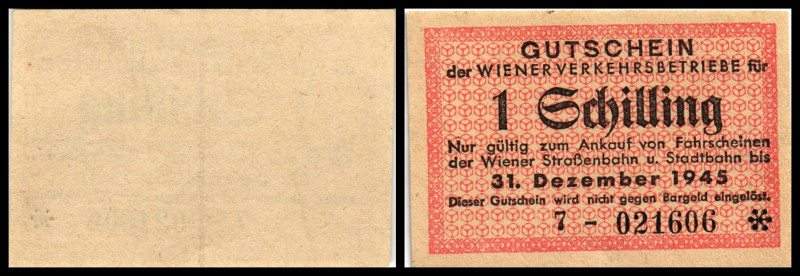 GUTSCHEIN
der WIENER VERKEHRSBETRIEBE für
1 Schilling
Nur gültig zum Ankauf von Fahrscheinen
der Wiener Straßenbahn u. Stadtbahn bis
31. Dezember 1945
Dieser Gutschein wird nicht gegen Bargeld eingelöst.
7 - 021606 *